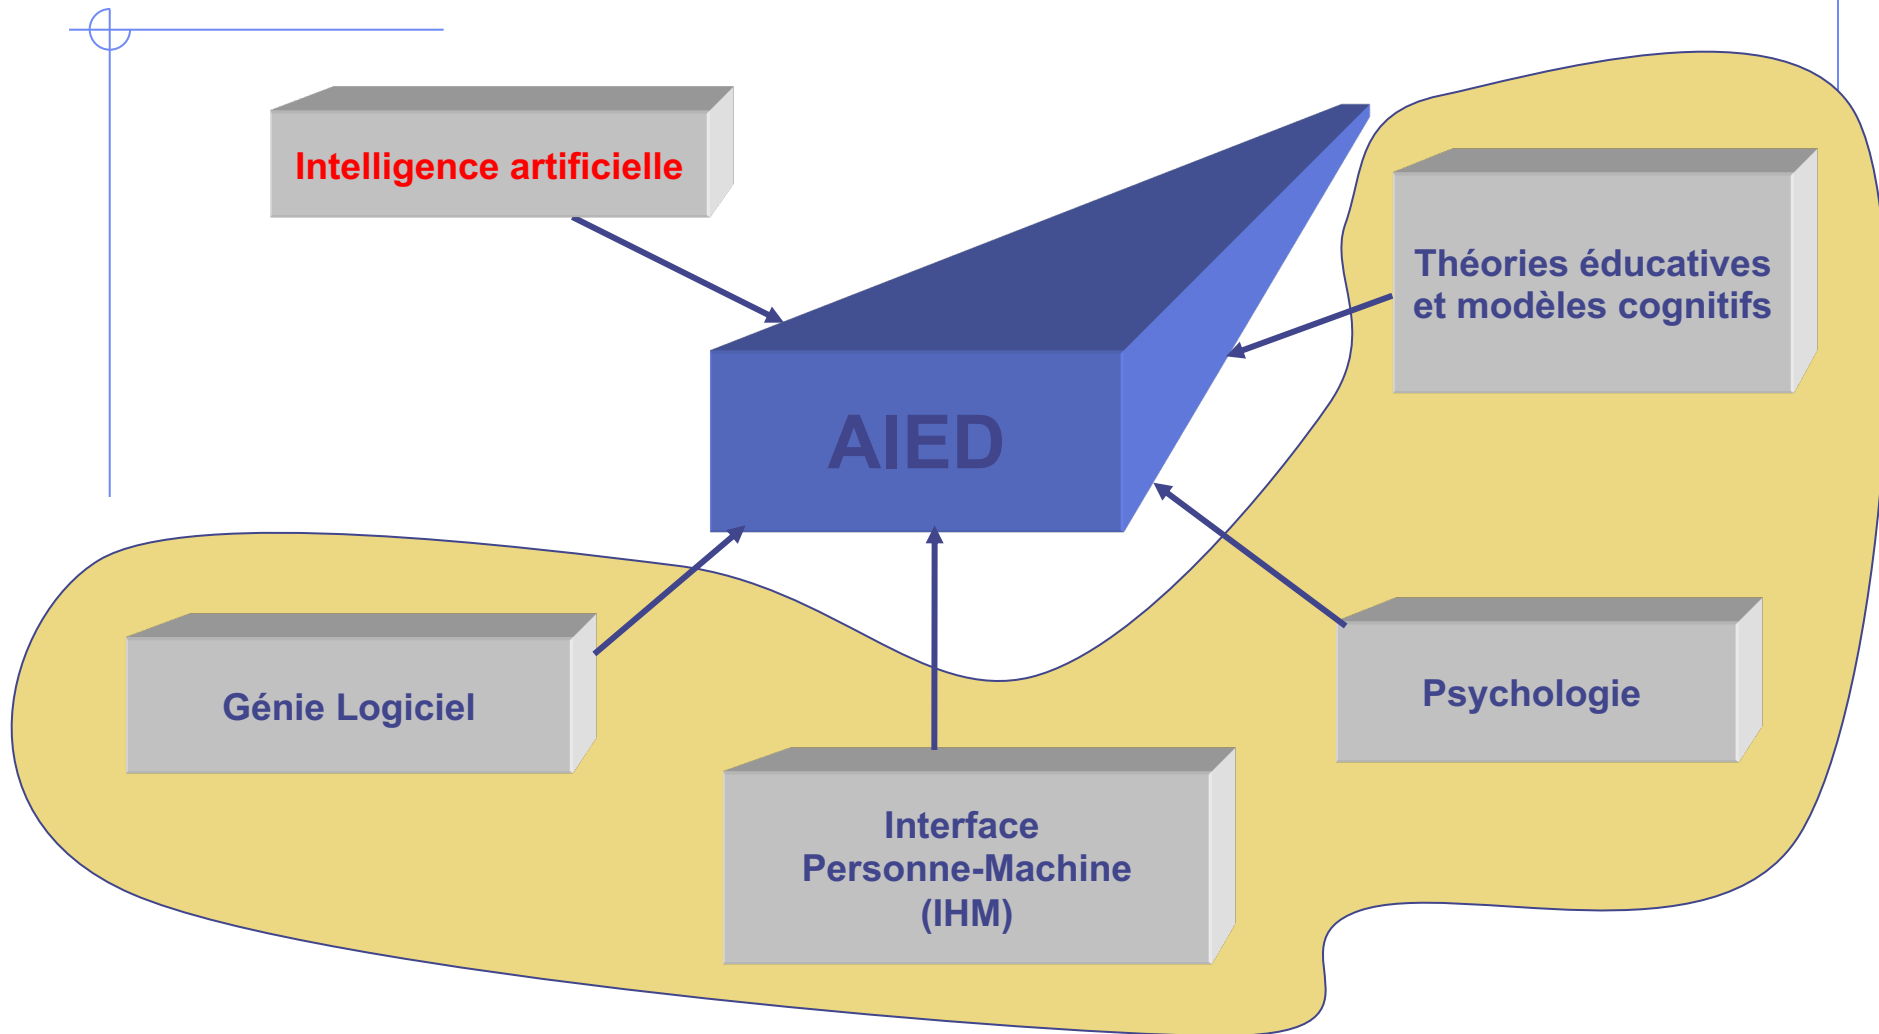 Intelligence artificielle
Théories éducatives
et modèles cognitifs
AIED
Génie Logiciel
Psychologie
Interface
Personne-Machine
(IHM)